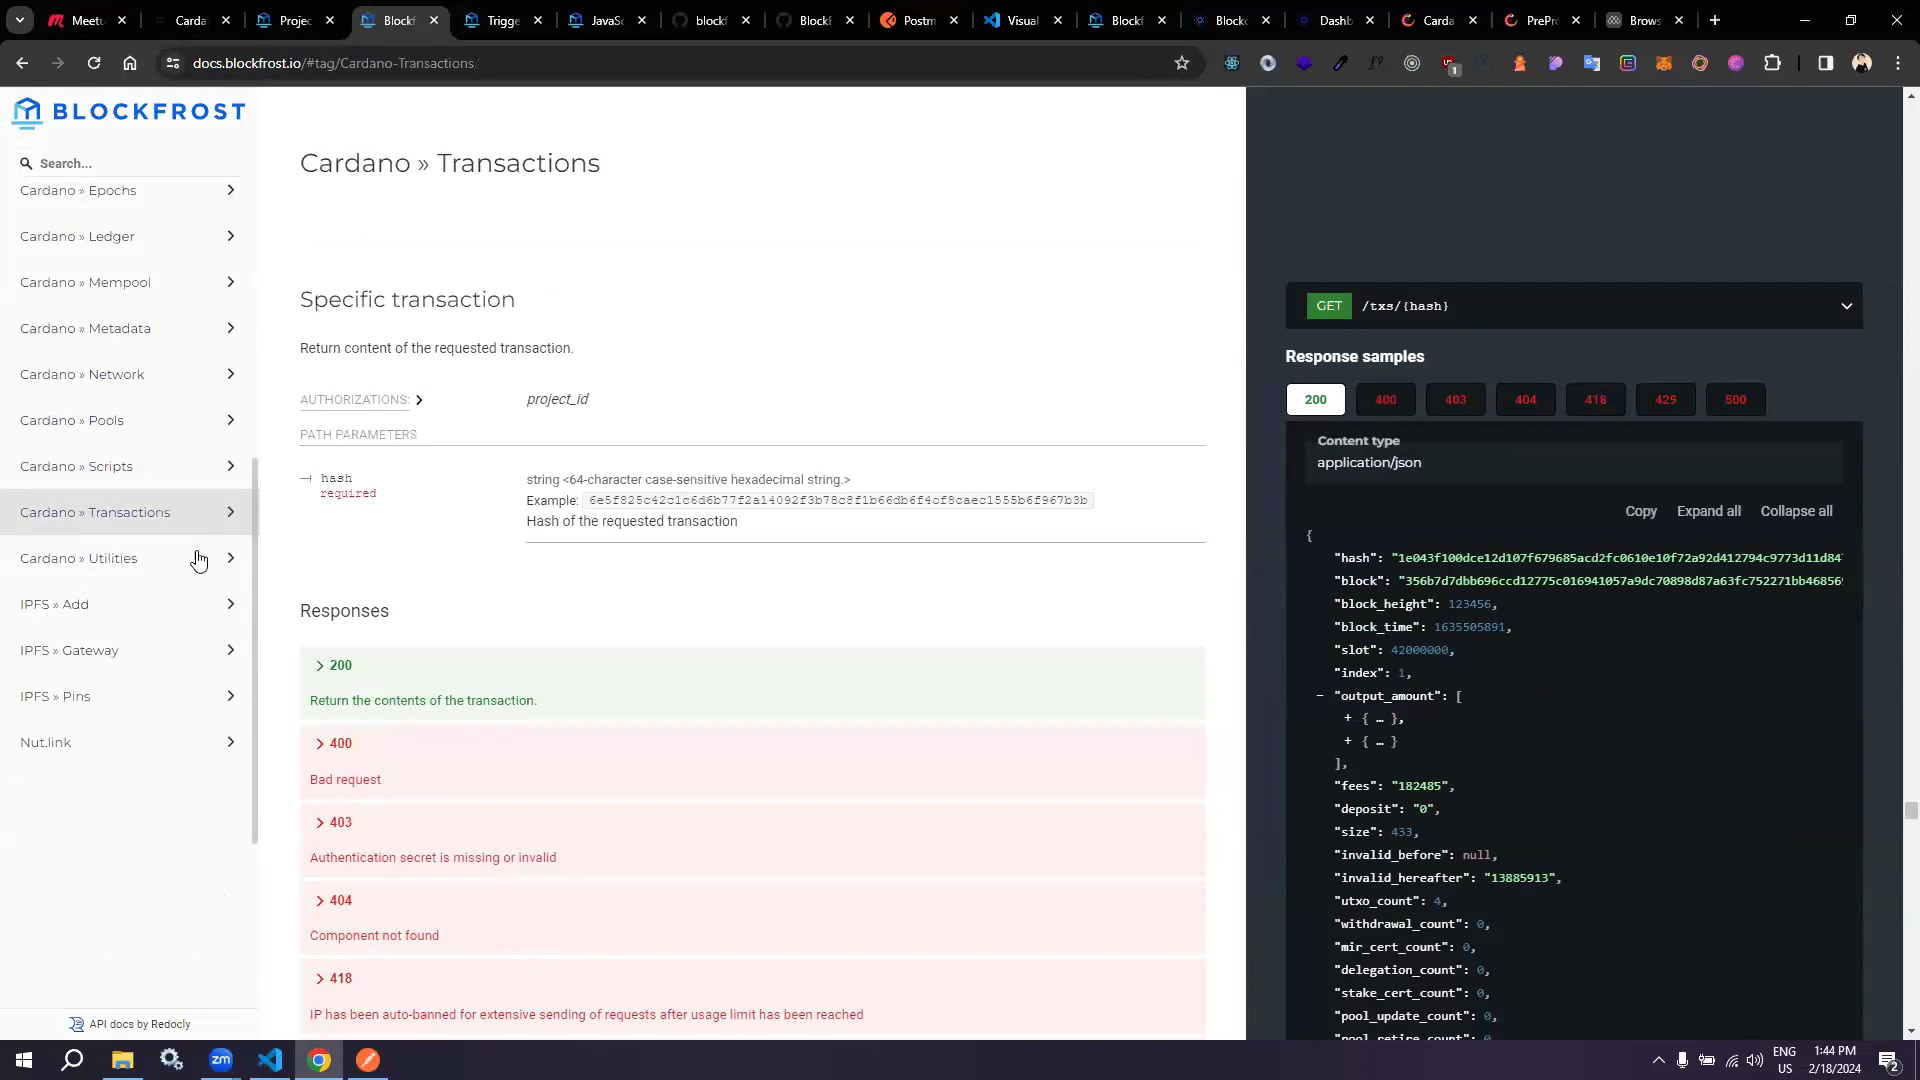 Meetu
Carda
Projec
Blockf
Trigge
JavaSc
blockf
BlockF
Postm
Visual
Blockf
Blockc
Dashb
Carda
PrePro
Brows
docs.blockfrost.io/#tag/Cardano-Transactions/
1
BLOCKFROST
Search...
Cardano » Epochs
Cardano » Ledger
Cardano » Mempool
Cardano » Metadata
Cardano » Network
Cardano » Pools
Cardano » Scripts
Cardano » Transactions
Cardano » Utilities
IPFS » Add
IPFS » Gateway
IPFS » Pins
Nut.link
API docs by Redocly
Cardano » Transactions
Specific transaction
Return content of the requested transaction.
AUTHORIZATIONS: project_id
PATH PARAMETERS
hash
required
string <64-character case-sensitive hexadecimal string.>
Example: 6e5f825c42c1c6d6b77f2a14092f3b78c8f1b66db6f4cf8caec1555b6f967b3b
Hash of the requested transaction
Responses
200
Return the contents of the transaction.
400
Bad request
403
Authentication secret is missing or invalid
404
Component not found
418
IP has been auto-banned for extensive sending of requests after usage limit has been reached
GET /txs/{hash}
Response samples
200 400 403 404 418 429 500
Content type
application/json
Copy Expand all Collapse all
{
"hash": "1e043f100dce12d107f679685acd2fc0610e10f72a92d412794c9773d11d84
"block": "356b7d7dbb696ccd12775c016941057a9dc70898d87a63fc752271bb46856
"block_height": 123456,
"block_time": 1635505891,
"slot": 42000000,
"index": 1,
− "output_amount": [
+ { … },
+ { … }
],
"fees": "182485",
"deposit": "0",
"size": 433,
"invalid_before": null,
"invalid_hereafter": "13885913",
"utxo_count": 4,
"withdrawal_count": 0,
"mir_cert_count": 0,
"delegation_count": 0,
"stake_cert_count": 0,
"pool_update_count": 0,
"pool_retire_count": 0,
zm
ENG
US
1:44 PM
2/18/2024
2